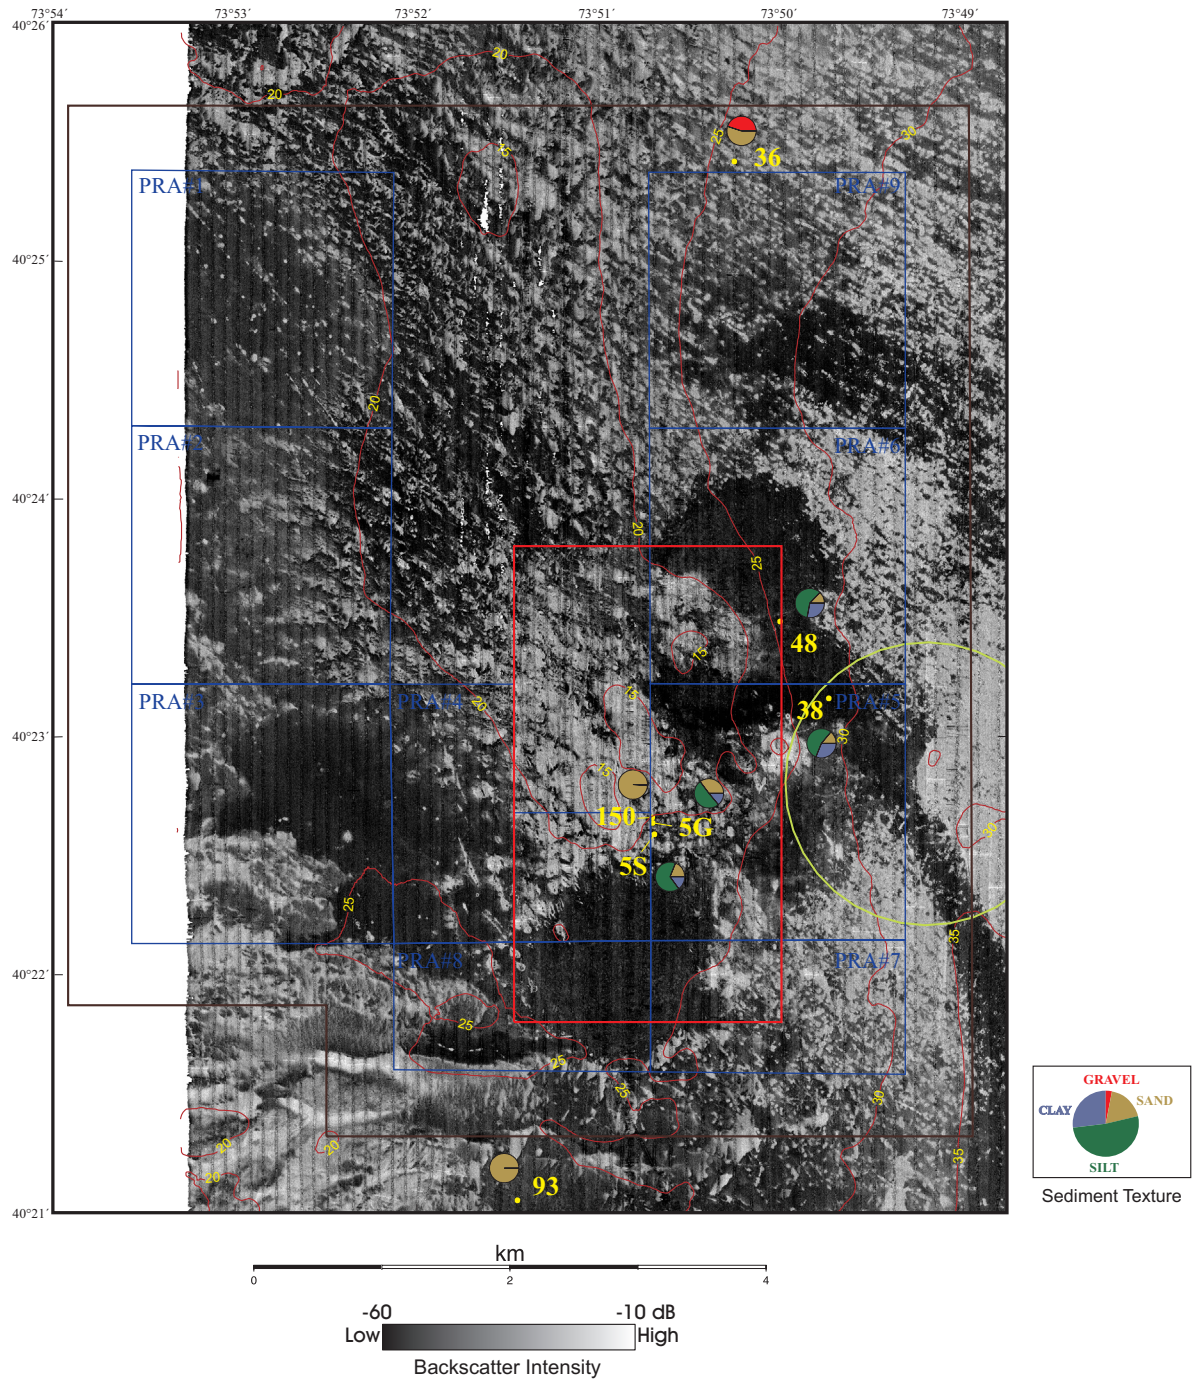 73°54′ 73°53′ 73°52′ 73°51′ 73°50′ 73°49′
40°26′
20
20
25
30
36
15
PRA#1
PRA#9
40°25′
20
PRA#2
PRA#6
40°24′
20
25
48
15
PRA#3
PRA#4
15
38
PRA#5
20
40°23′
30
15
150
5G
30
5S
25
35
PRA#8
PRA#7
40°22′
25
25
25
30
20
20
35
20
93
40°21′
GRAVEL
CLAY
SAND
SILT
Sediment Texture
km
0 2 4
-60 -10 dB
Low High
Backscatter Intensity